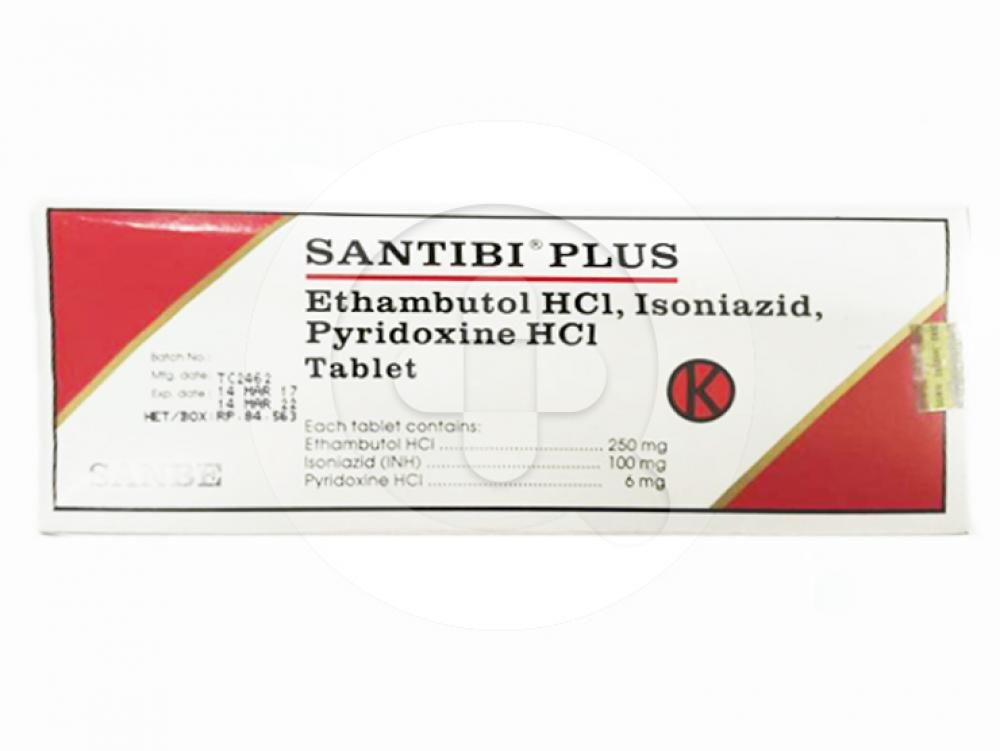 SANTIBI® PLUS
Ethambutol HCl, Isoniazid,
Pyridoxine HCl
Tablet
K
Batch No.:
Mfg. date: TC2462
Exp. date: 14 MAR 17
14 MAR 22
HET/BOX: RP. 84.563
Each tablet contains:
Ethambutol HCl ........................... 250 mg
Isoniazid (INH) ............................. 100 mg
Pyridoxine HCl .............................. 6 mg
SANBE